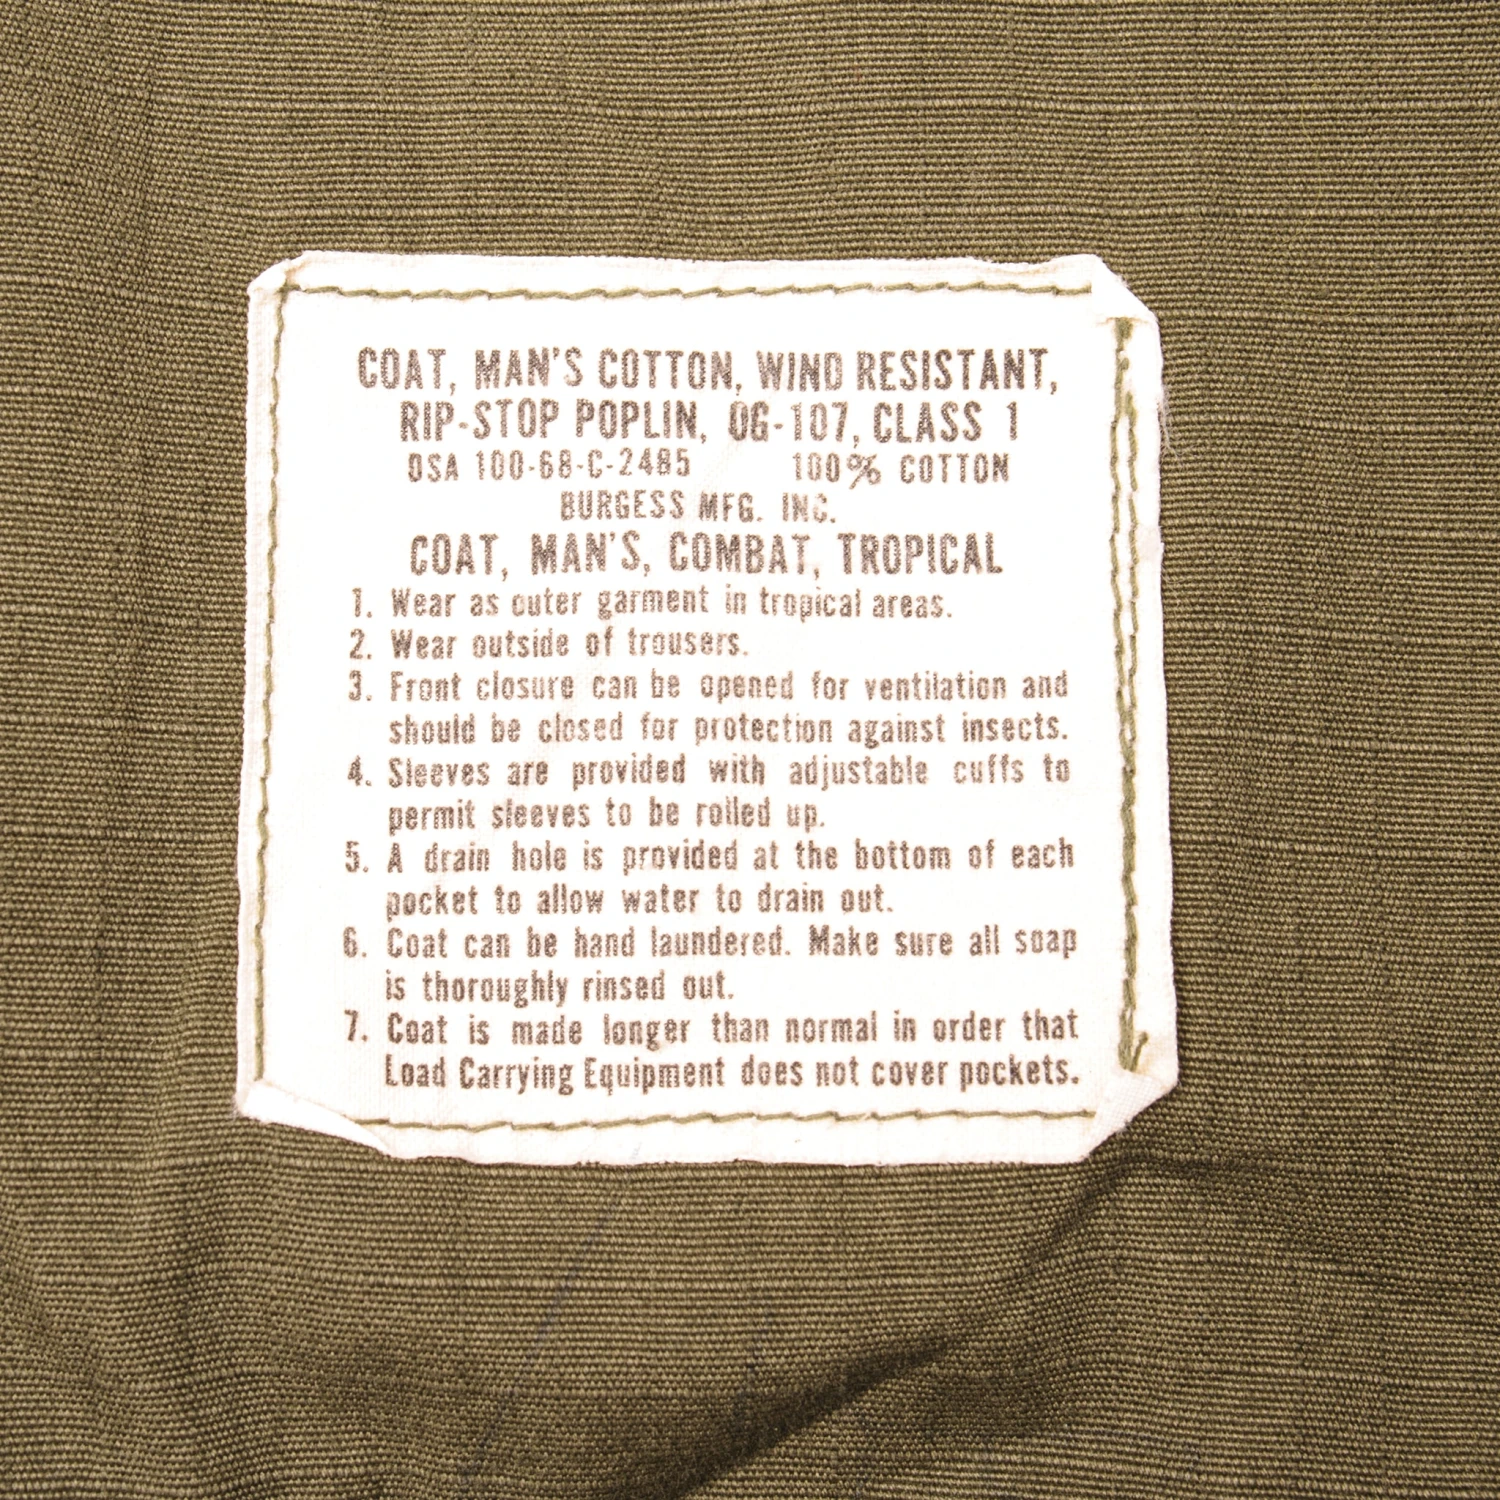 COAT, MAN'S COTTON, WIND RESISTANT,
RIP-STOP POPLIN, OG-107, CLASS 1
DSA 100-68-C-2485 100% COTTON
BURGESS MFG. INC.
COAT, MAN'S, COMBAT, TROPICAL
1. Wear as outer garment in tropical areas.
2. Wear outside of trousers.
3. Front closure can be opened for ventilation and
should be closed for protection against insects.
4. Sleeves are provided with adjustable cuffs to
permit sleeves to be rolled up.
5. A drain hole is provided at the bottom of each
pocket to allow water to drain out.
6. Coat can be hand laundered. Make sure all soap
is thoroughly rinsed out.
7. Coat is made longer than normal in order that
Load Carrying Equipment does not cover pockets.